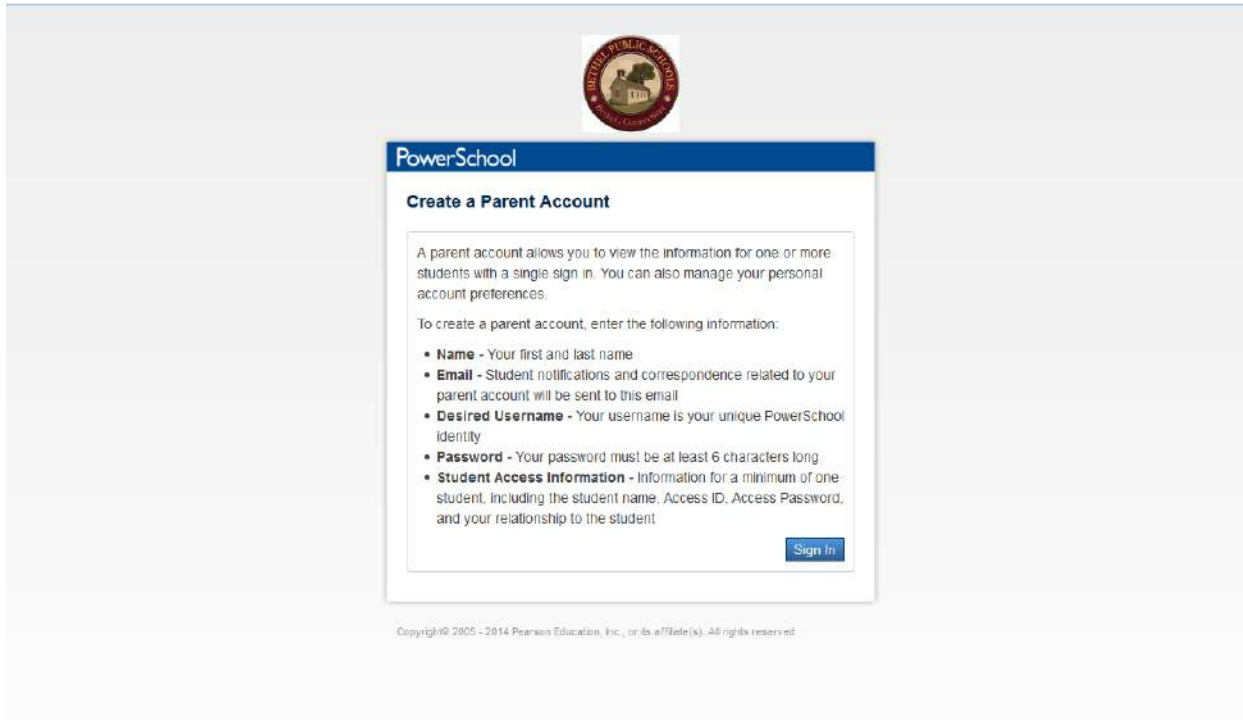 BETHEL PUBLIC SCHOOLS
Bethel, Connecticut
PowerSchool
Create a Parent Account
A parent account allows you to view the information for one or more
students with a single sign in. You can also manage your personal
account preferences.
To create a parent account, enter the following information:
• Name - Your first and last name
• Email - Student notifications and correspondence related to your
parent account will be sent to this email
• Desired Username - Your username is your unique PowerSchool
identity
• Password - Your password must be at least 6 characters long
• Student Access Information - Information for a minimum of one
student, including the student name, Access ID, Access Password,
and your relationship to the student
Sign In
Copyright© 2005 - 2014 Pearson Education, Inc., or its affiliate(s). All rights reserved